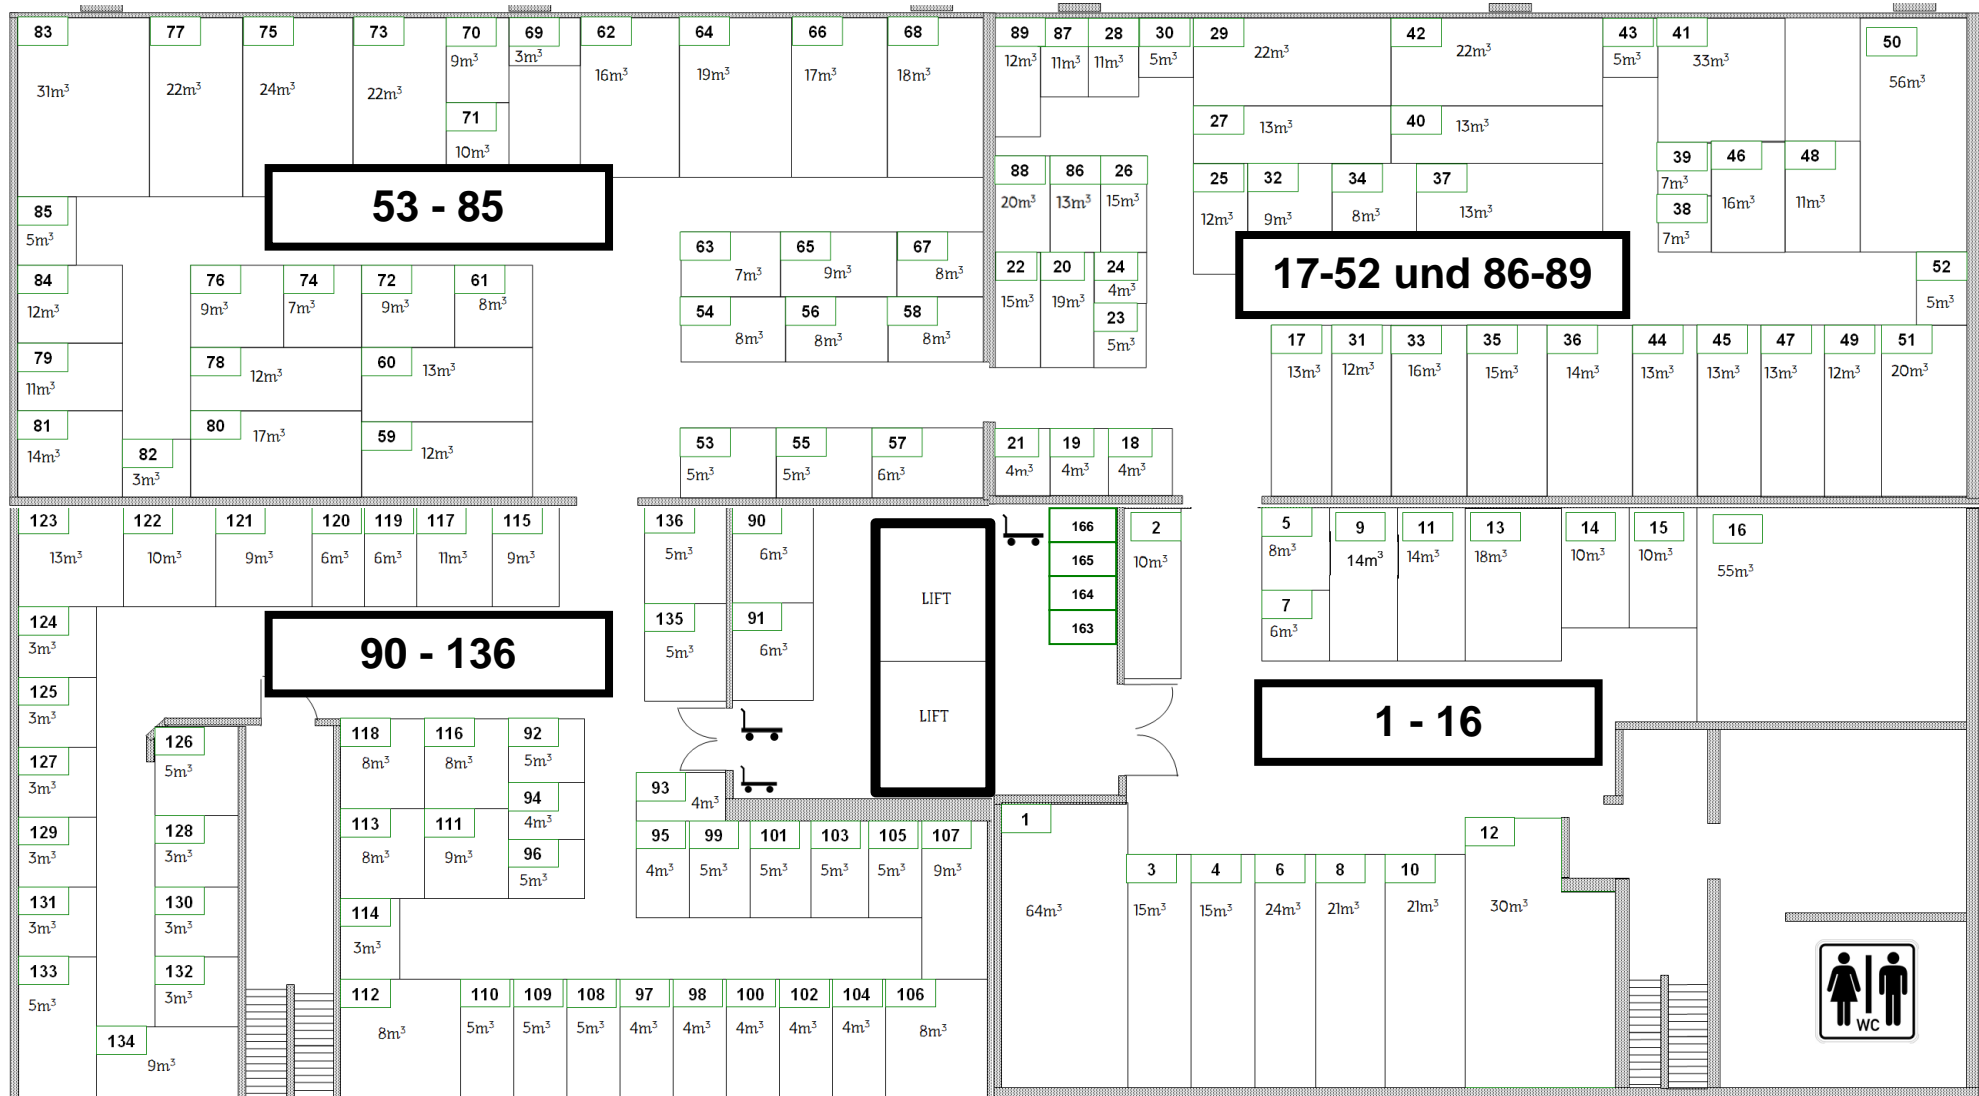 83 77 75 73 70 69 62 64 66 68 89 87 28 30 29 42 43 41 50
31m³ 22m³ 24m³ 22m³ 9m³ 3m³ 16m³ 19m³ 17m³ 18m³ 12m³ 11m³ 11m³ 5m³ 22m³ 22m³ 5m³ 33m³ 56m³
71 27 40
10m³ 13m³ 13m³
39 46 48
7m³ 16m³ 11m³
88 86 26 25 32 34 37 38
20m³ 13m³ 15m³ 12m³ 9m³ 8m³ 13m³ 7m³
53 - 85
85
5m³
63 65 67
7m³ 9m³ 8m³
17-52 und 86-89
84 76 74 72 61 22 20 24 52
12m³ 9m³ 7m³ 9m³ 8m³ 15m³ 19m³ 4m³ 5m³
54 56 58 23
8m³ 8m³ 8m³ 5m³
17 31 33 35 36 44 45 47 49 51
13m³ 12m³ 16m³ 15m³ 14m³ 13m³ 13m³ 13m³ 12m³ 20m³
79 78 60
11m³ 12m³ 13m³
81 80 59
14m³ 17m³ 12m³
82
3m³
53 55 57 21 19 18
5m³ 5m³ 6m³ 4m³ 4m³ 4m³
123 122 121 120 119 117 115 136 90
13m³ 10m³ 9m³ 6m³ 6m³ 11m³ 9m³ 5m³ 6m³
166
165
164
163
2 5 9 11 13 14 15 16
10m³ 8m³ 14m³ 14m³ 18m³ 10m³ 10m³ 55m³
7
6m³
LIFT
124 135 91
3m³ 5m³ 6m³
90 - 136
125
3m³
LIFT
1 - 16
126 118 116 92
5m³ 8m³ 8m³ 5m³
127 93 94
3m³ 4m³ 4m³
129 128 113 111 96
3m³ 3m³ 8m³ 9m³ 5m³
95 99 101 103 105 107
4m³ 5m³ 5m³ 5m³ 5m³ 9m³
1 12
64m³ 30m³
3 4 6 8 10
15m³ 15m³ 24m³ 21m³ 21m³
131 130 114
3m³ 3m³ 3m³
133 132
5m³ 3m³
112 110 109 108 97 98 100 102 104 106
8m³ 5m³ 5m³ 5m³ 4m³ 4m³ 4m³ 4m³ 4m³ 8m³
134
9m³
WC